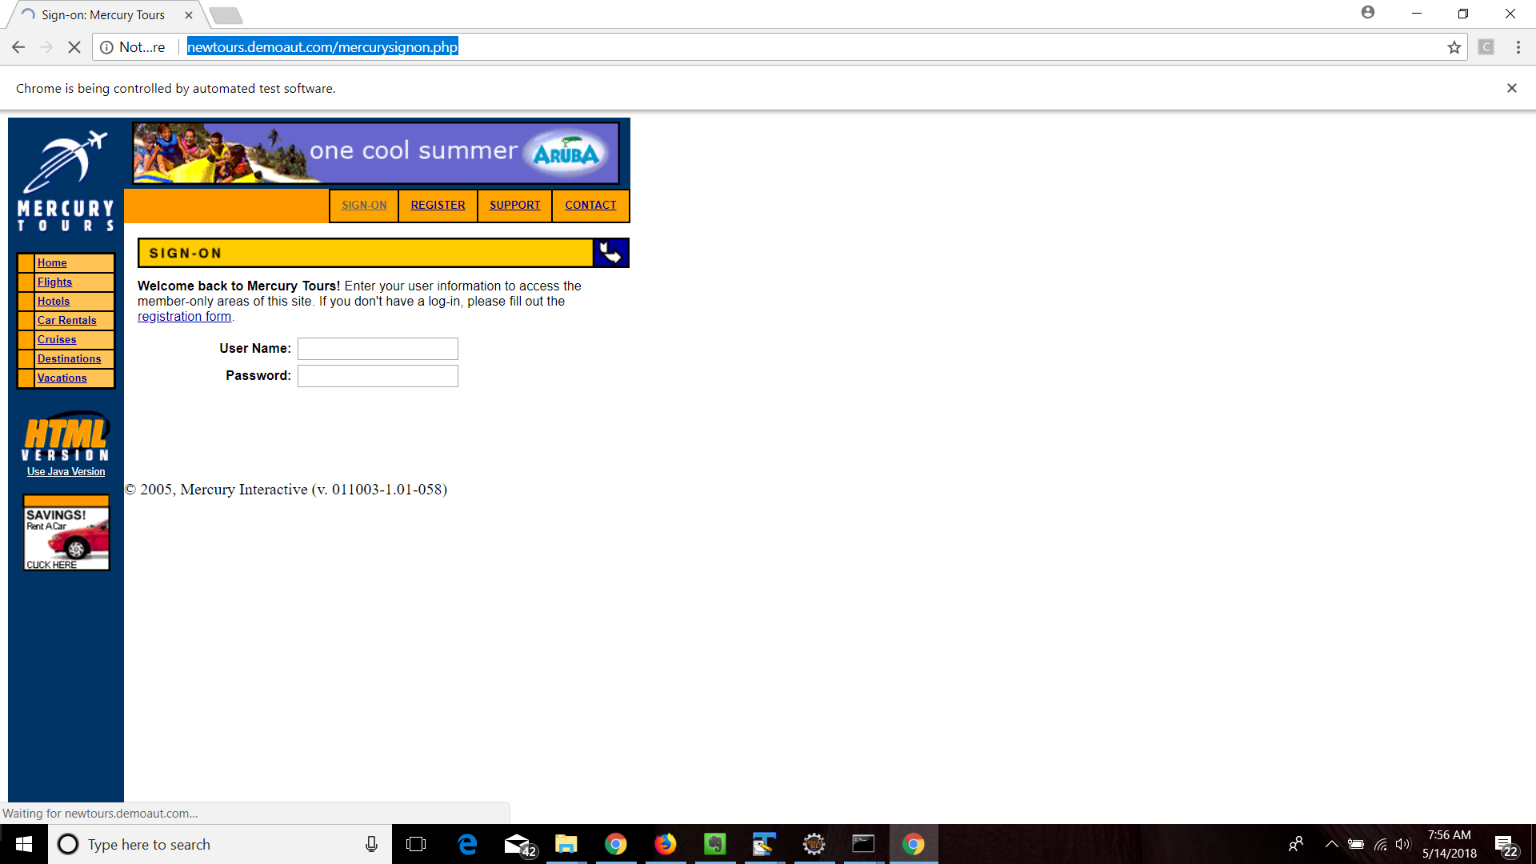 Sign-on: Mercury Tours
Not...re
newtours.demoaut.com/mercurysignon.php
C
Chrome is being controlled by automated test software.
MERCURY
TOURS
one cool summer
ARUBA
SIGN-ON
REGISTER
SUPPORT
CONTACT
SIGN-ON
Home
Flights
Hotels
Car Rentals
Cruises
Destinations
Vacations
Welcome back to Mercury Tours! Enter your user information to access the
member-only areas of this site. If you don't have a log-in, please fill out the
registration form.
User Name:
Password:
HTML
VERSION
Use Java Version
© 2005, Mercury Interactive (v. 011003-1.01-058)
SAVINGS!
Rent A Car
CLICK HERE
Waiting for newtours.demoaut.com...
Type here to search
42
7:56 AM
5/14/2018
22